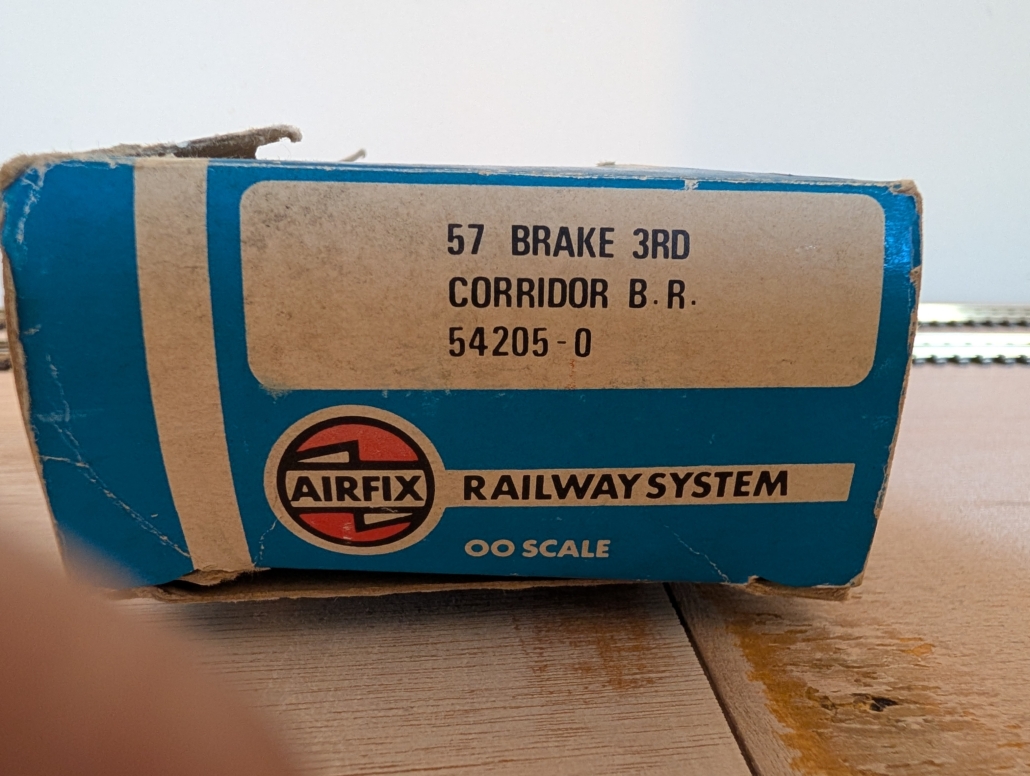 57 BRAKE 3RD
CORRIDOR B.R.
54205-0
AIRFIX RAILWAY SYSTEM
OO SCALE